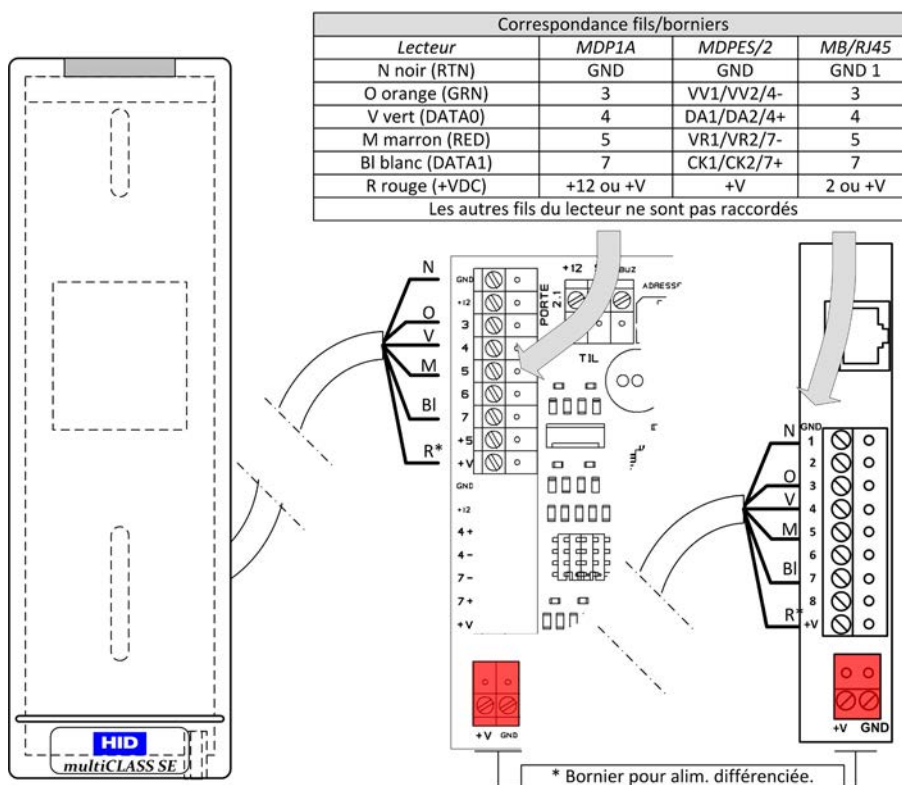 Correspondance fils/borniers
Lecteur MDP1A MDPES/2 MB/RJ45
N noir (RTN) GND GND GND 1
O orange (GRN) 3 VV1/VV2/4- 3
V vert (DATA0) 4 DA1/DA2/4+ 4
M marron (RED) 5 VR1/VR2/7- 5
Bl blanc (DATA1) 7 CK1/CK2/7+ 7
R rouge (+VDC) +12 ou +V +V 2 ou +V
Les autres fils du lecteur ne sont pas raccordés
N
O
V
M
Bl
R*
GND
+12
3
4
5
6
7
+5
+V
GND
+12
4+
4-
7-
7+
+V
PORTE
2.1
+12
BUZ
ADRESSE
TIL
+V GND
N
O
V
M
Bl
R*
GND
1
2
3
4
5
6
7
8
+V
+V GND
HID
multiCLASS SE
* Bornier pour alim. différenciée.